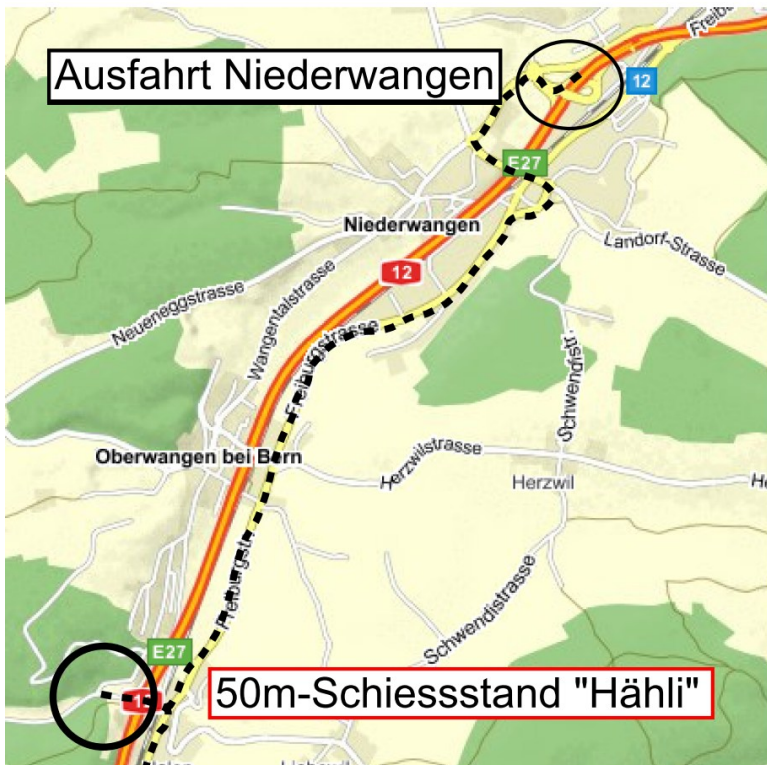 Freib
Ausfahrt Niederwangen
12
E27
Niederwangen
Landorf-Strasse
12
Neueneggstrasse
Wangentalstrasse
Freiburgstrasse
Schwendistr.
Oberwangen bei Bern
Herzwilstrasse
Herzwil
Freiburgstr.
Schwendistrasse
E27
50m-Schiessstand "Hähli"